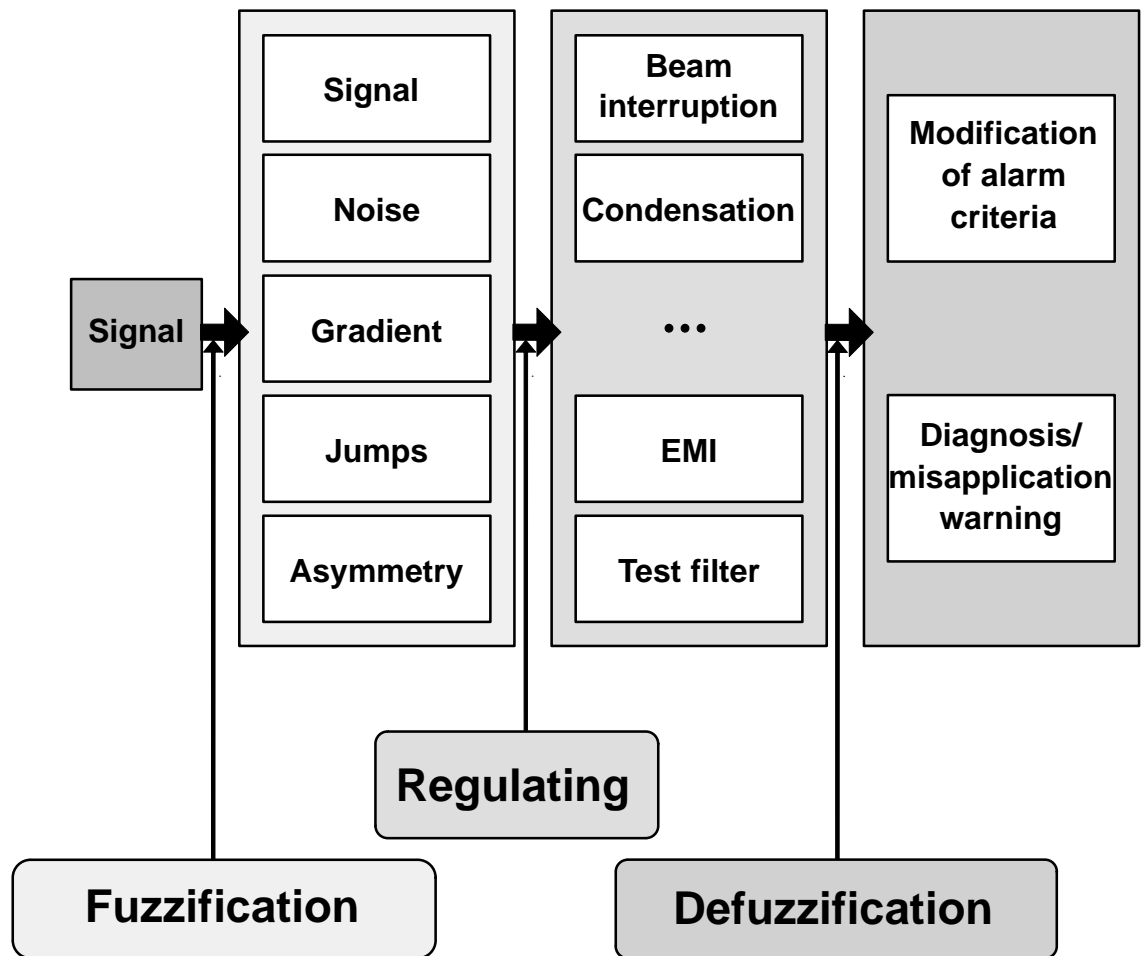 Signal
Signal
Noise
Gradient
Jumps
Asymmetry
Beam
interruption
Condensation
...
EMI
Test filter
Modification
of alarm
criteria
Diagnosis/
misapplication
warning
Regulating
Fuzzification
Defuzzification